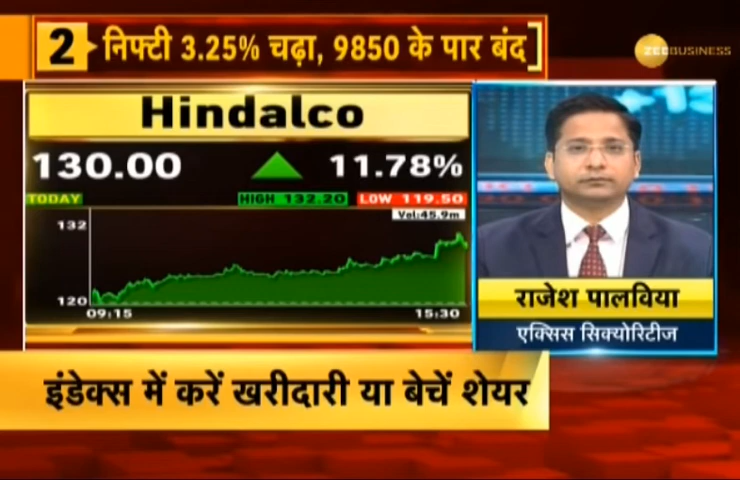 2 निफ्टी 3.25% चढ़ा, 9850 के पार बंद
ZEEBUSINESS
Hindalco
130.00 11.78%
TODAY HIGH 132.20 LOW 119.50
Vol:45.9m
132
120
09:15 15:30
राजेश पालविया
एक्सिस सिक्योरिटीज
इंडेक्स में करें खरीदारी या बेचें शेयर